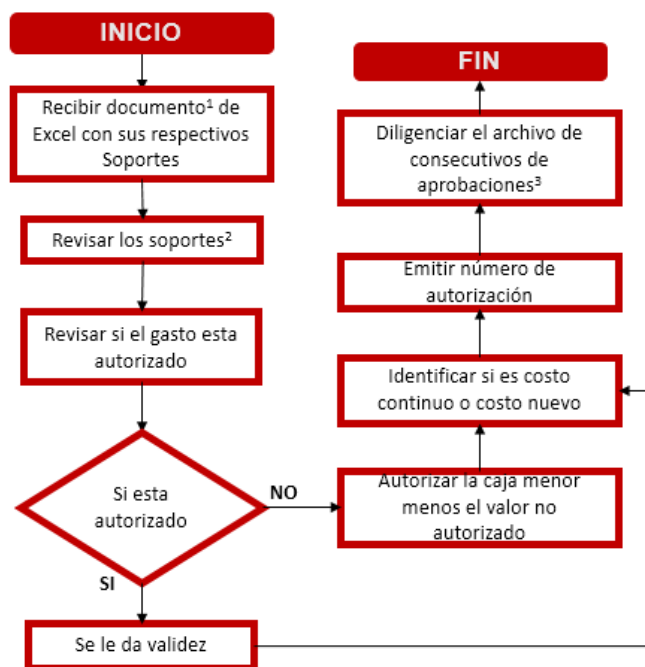 INICIO
Recibir documento¹ de
Excel con sus respectivos
Soportes
Revisar los soportes²
Revisar si el gasto esta
autorizado
Si esta
autorizado
NO
SI
Se le da validez
Autorizar la caja menor
menos el valor no
autorizado
Identificar si es costo
continuo o costo nuevo
Emitir número de
autorización
Diligenciar el archivo de
consecutivos de
aprobaciones³
FIN